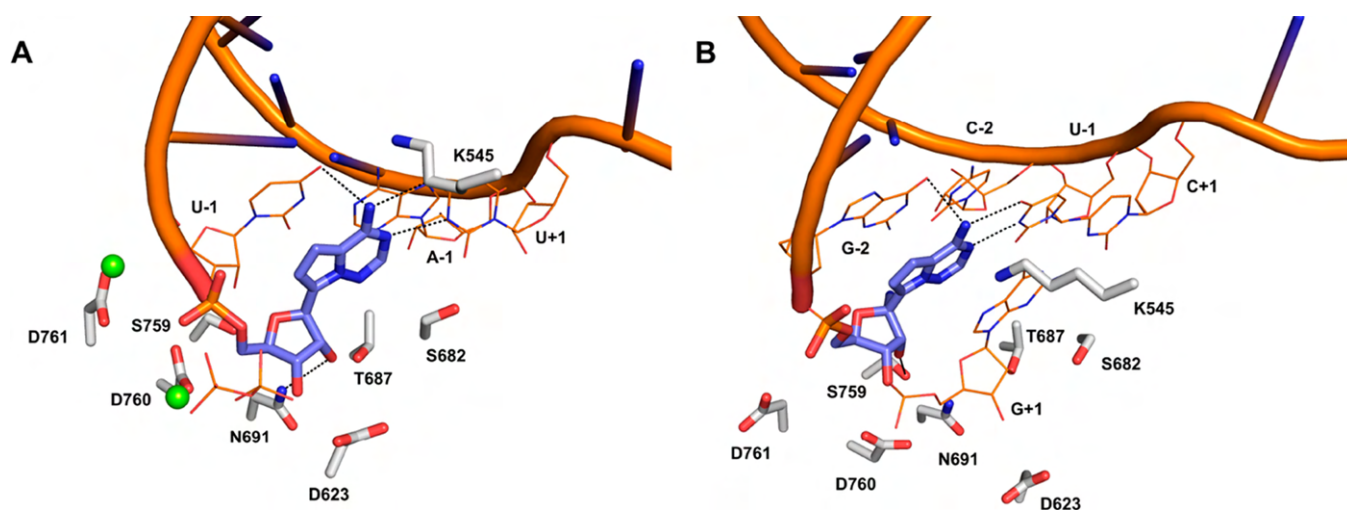 A
K545
U-1
A-1
U+1
D761
S759
S682
T687
D760
N691
D623
B
C-2
U-1
C+1
G-2
K545
T687
S682
S759
G+1
D761
N691
D760
D623